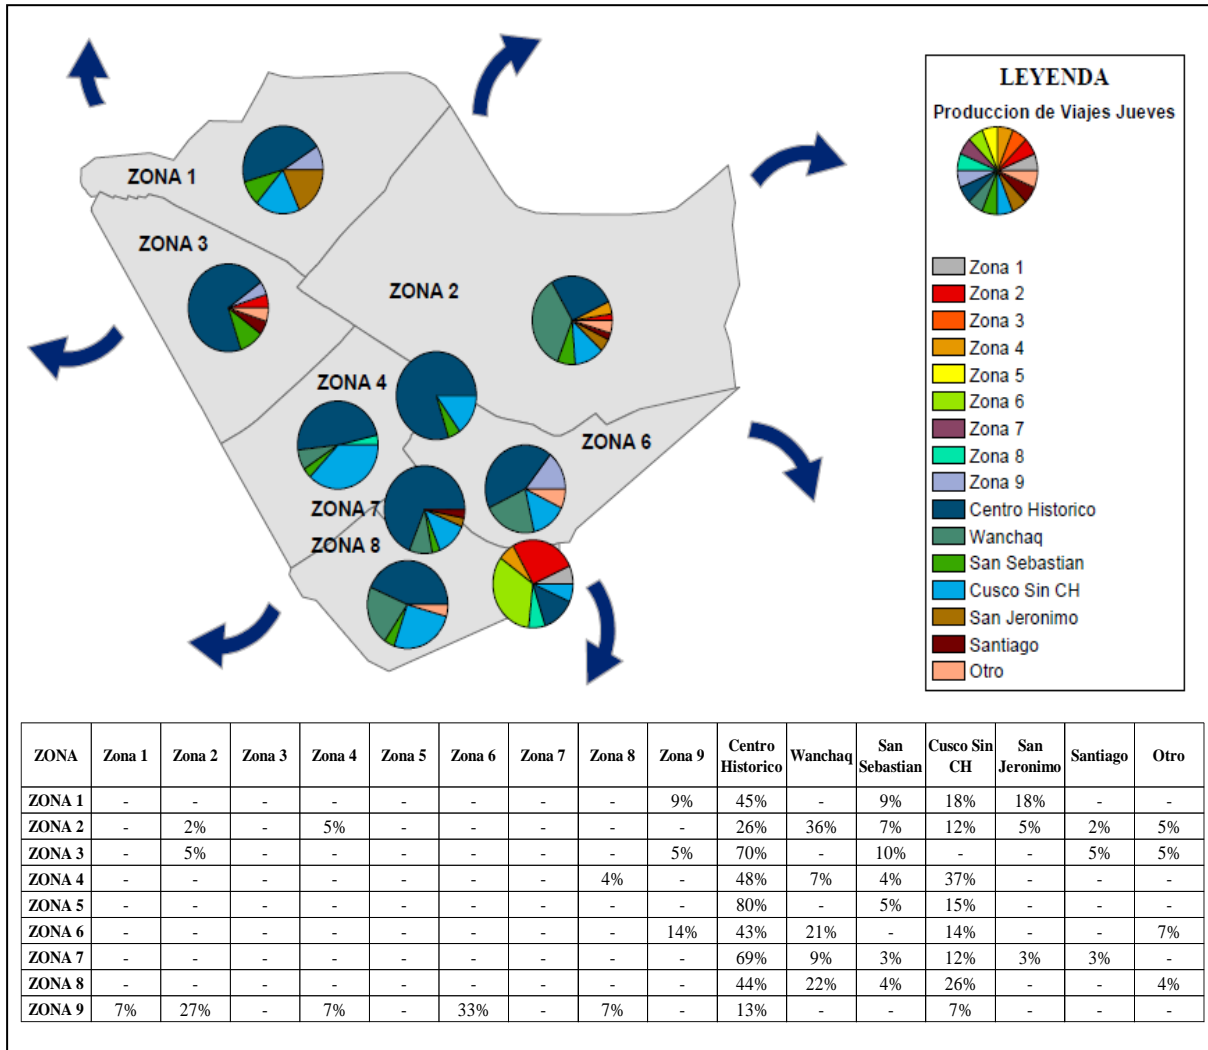 ZONA 1
ZONA 3
ZONA 2
ZONA 4
ZONA 6
ZONA 7
ZONA 8
LEYENDA
Produccion de Viajes Jueves
Zona 1
Zona 2
Zona 3
Zona 4
Zona 5
Zona 6
Zona 7
Zona 8
Zona 9
Centro Historico
Wanchaq
San Sebastian
Cusco Sin CH
San Jeronimo
Santiago
Otro
ZONA Zona 1 Zona 2 Zona 3 Zona 4 Zona 5 Zona 6 Zona 7 Zona 8 Zona 9 Centro Historico Wanchaq San Sebastian Cusco Sin CH San Jeronimo Santiago Otro
ZONA 1 - - - - - - - - 9% 45% - 9% 18% 18% - -
ZONA 2 - 2% - 5% - - - - - 26% 36% 7% 12% 5% 2% 5%
ZONA 3 - 5% - - - - - - 5% 70% - 10% - - 5% 5%
ZONA 4 - - - - - - - 4% - 48% 7% 4% 37% - - -
ZONA 5 - - - - - - - - - 80% - 5% 15% - - -
ZONA 6 - - - - - - - - 14% 43% 21% - 14% - - 7%
ZONA 7 - - - - - - - - - 69% 9% 3% 12% 3% 3% -
ZONA 8 - - - - - - - - - 44% 22% 4% 26% - - 4%
ZONA 9 7% 27% - 7% - 33% - 7% - 13% - - 7% - - -